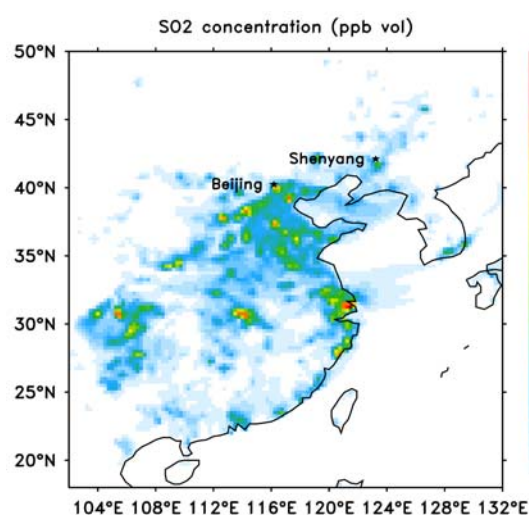 SO2 concentration (ppb vol)
50°N
45°N
Shenyang
40°N
Beijing
35°N
30°N
25°N
20°N
104°E 108°E 112°E 116°E 120°E 124°E 128°E 132°E